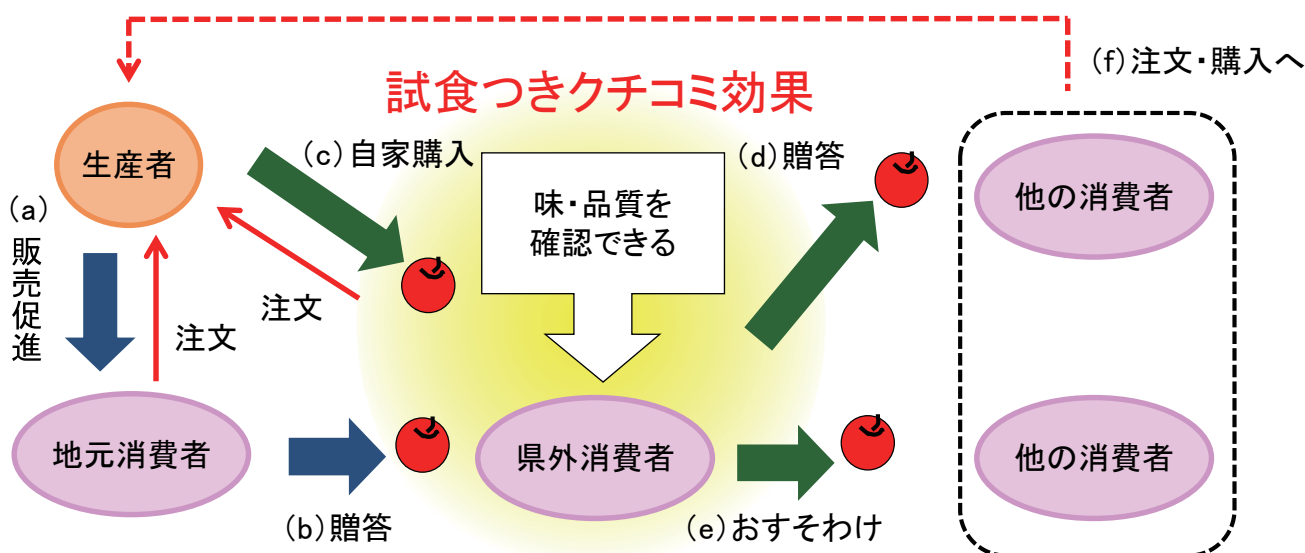 (f)注文・購入へ
試食つきクチコミ効果
生産者
(c)自家購入
味・品質を
確認できる
(d)贈答
他の消費者
(a)
販売促進
注文
注文
地元消費者
(b)贈答
県外消費者
(e)おすそわけ
他の消費者